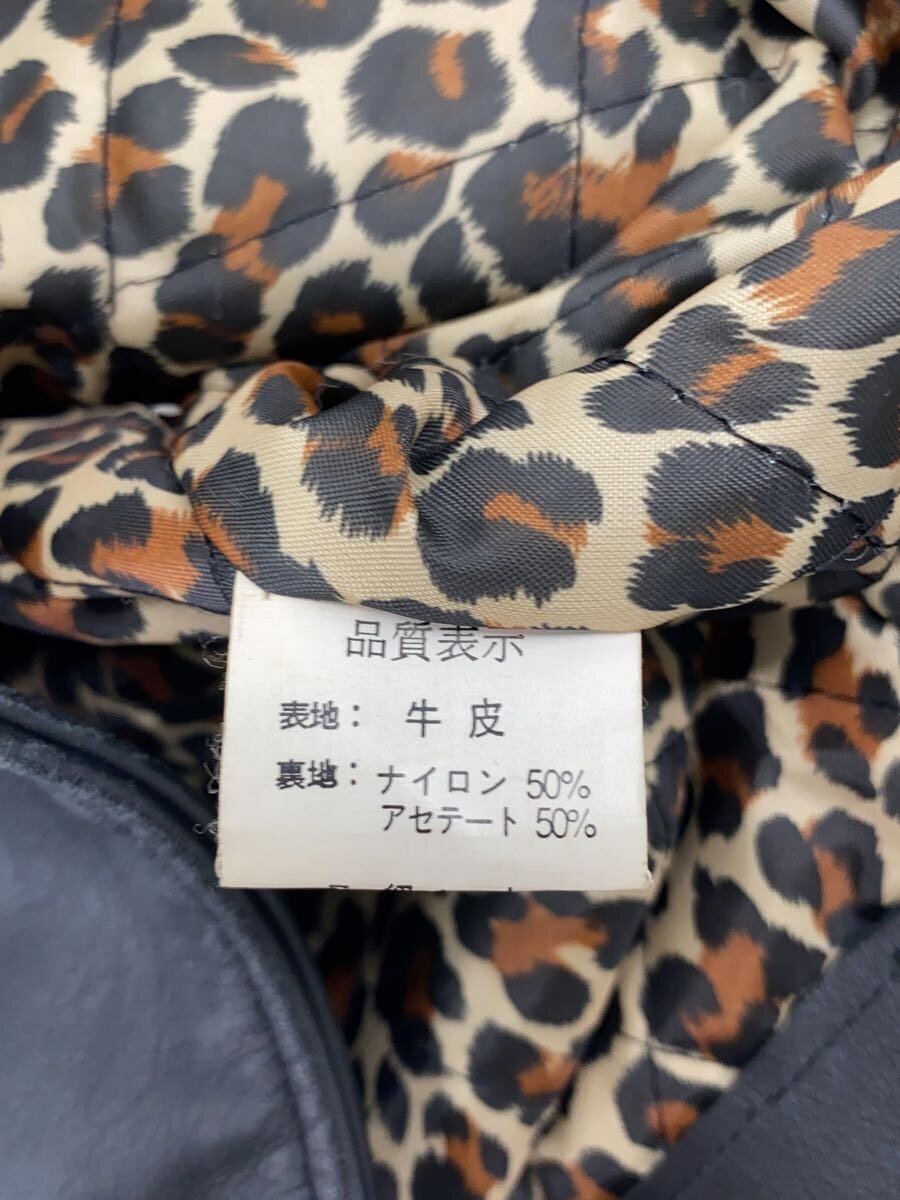 品質表示
表地： 牛皮
裏地：ナイロン 50%
アセテート 50%